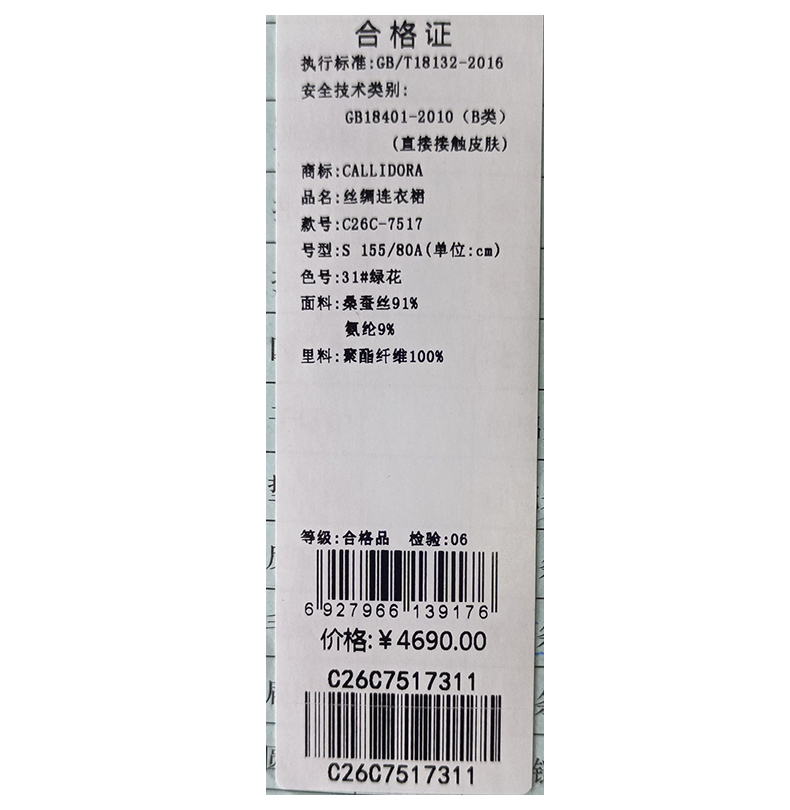 合格证
执行标准:GB/T18132-2016
安全技术类别:
GB18401-2010（B类）
(直接接触皮肤)
商标:CALLIDORA
品名:丝绸连衣裙
款号:C26C-7517
号型:S 155/80A(单位:cm)
色号:31#绿花
面料:桑蚕丝91%
氨纶9%
里料:聚酯纤维100%
等级:合格品 检验:06
6 927966 139176
价格:￥4690.00
C26C7517311
C26C7517311